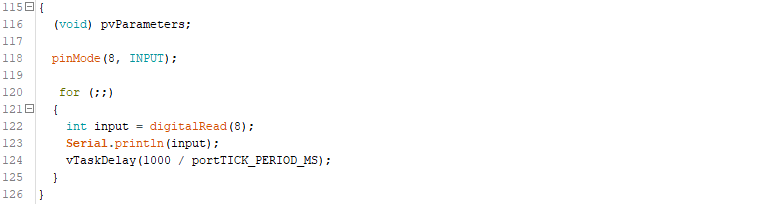 115 {
116   (void) pvParameters;
117
118   pinMode(8, INPUT);
119
120    for (;;)
121   {
122     int input = digitalRead(8);
123     Serial.println(input);
124     vTaskDelay(1000 / portTICK_PERIOD_MS);
125   }
126 }